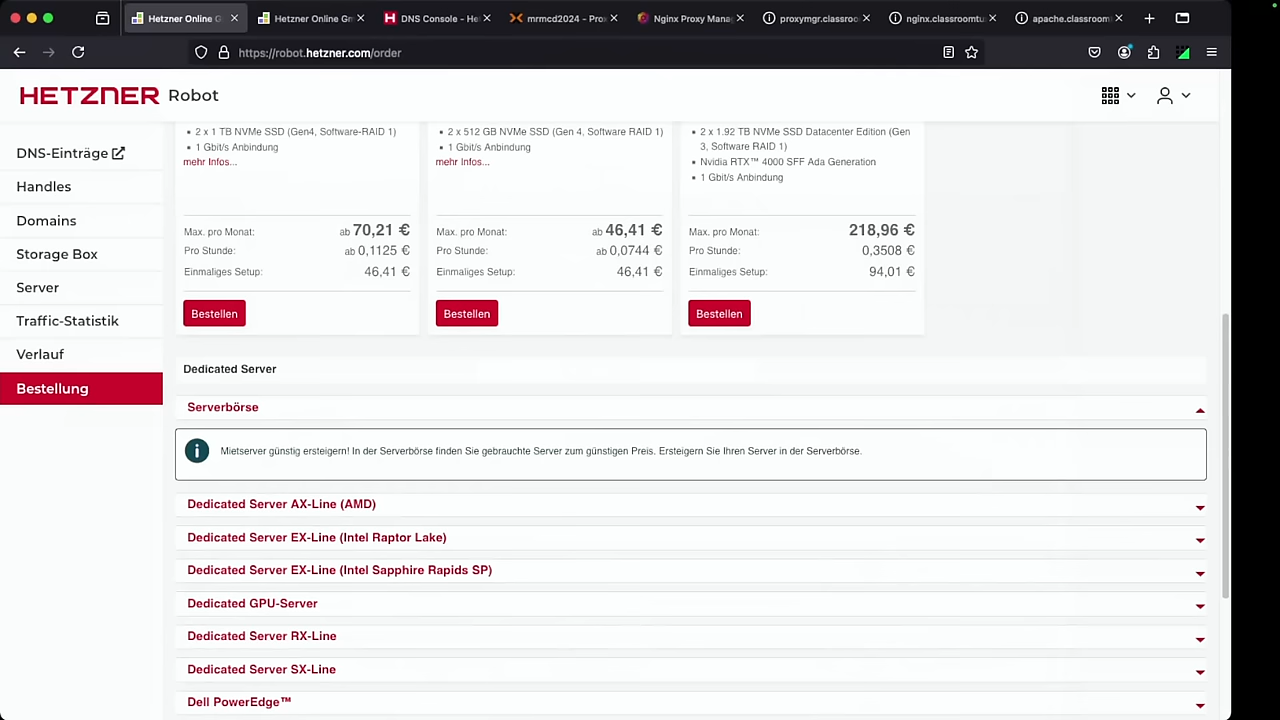 Hetzner Online G
Hetzner Online Gm
DNS Console - He
mrmcd2024 - Prox
Nginx Proxy Mana
proxymgr.classroo
nginx.classroomtu
apache.classroom
https://robot.hetzner.com/order
HETZNER Robot
DNS-Einträge
Handles
Domains
Storage Box
Server
Traffic-Statistik
Verlauf
Bestellung
2 x 1 TB NVMe SSD (Gen4, Software-RAID 1)
1 Gbit/s Anbindung
mehr Infos...
Max. pro Monat: ab 70,21 €
Pro Stunde: ab 0,1125 €
Einmaliges Setup: 46,41 €
Bestellen
2 x 512 GB NVMe SSD (Gen 4, Software RAID 1)
1 Gbit/s Anbindung
mehr Infos...
Max. pro Monat: ab 46,41 €
Pro Stunde: ab 0,0744 €
Einmaliges Setup: 46,41 €
Bestellen
2 x 1.92 TB NVMe SSD Datacenter Edition (Gen
3, Software RAID 1)
Nvidia RTX™ 4000 SFF Ada Generation
1 Gbit/s Anbindung
Max. pro Monat: 218,96 €
Pro Stunde: 0,3508 €
Einmaliges Setup: 94,01 €
Bestellen
Dedicated Server
Serverbörse
Mietserver günstig ersteigern! In der Serverbörse finden Sie gebrauchte Server zum günstigen Preis. Ersteigern Sie Ihren Server in der Serverbörse.
Dedicated Server AX-Line (AMD)
Dedicated Server EX-Line (Intel Raptor Lake)
Dedicated Server EX-Line (Intel Sapphire Rapids SP)
Dedicated GPU-Server
Dedicated Server RX-Line
Dedicated Server SX-Line
Dell PowerEdge™